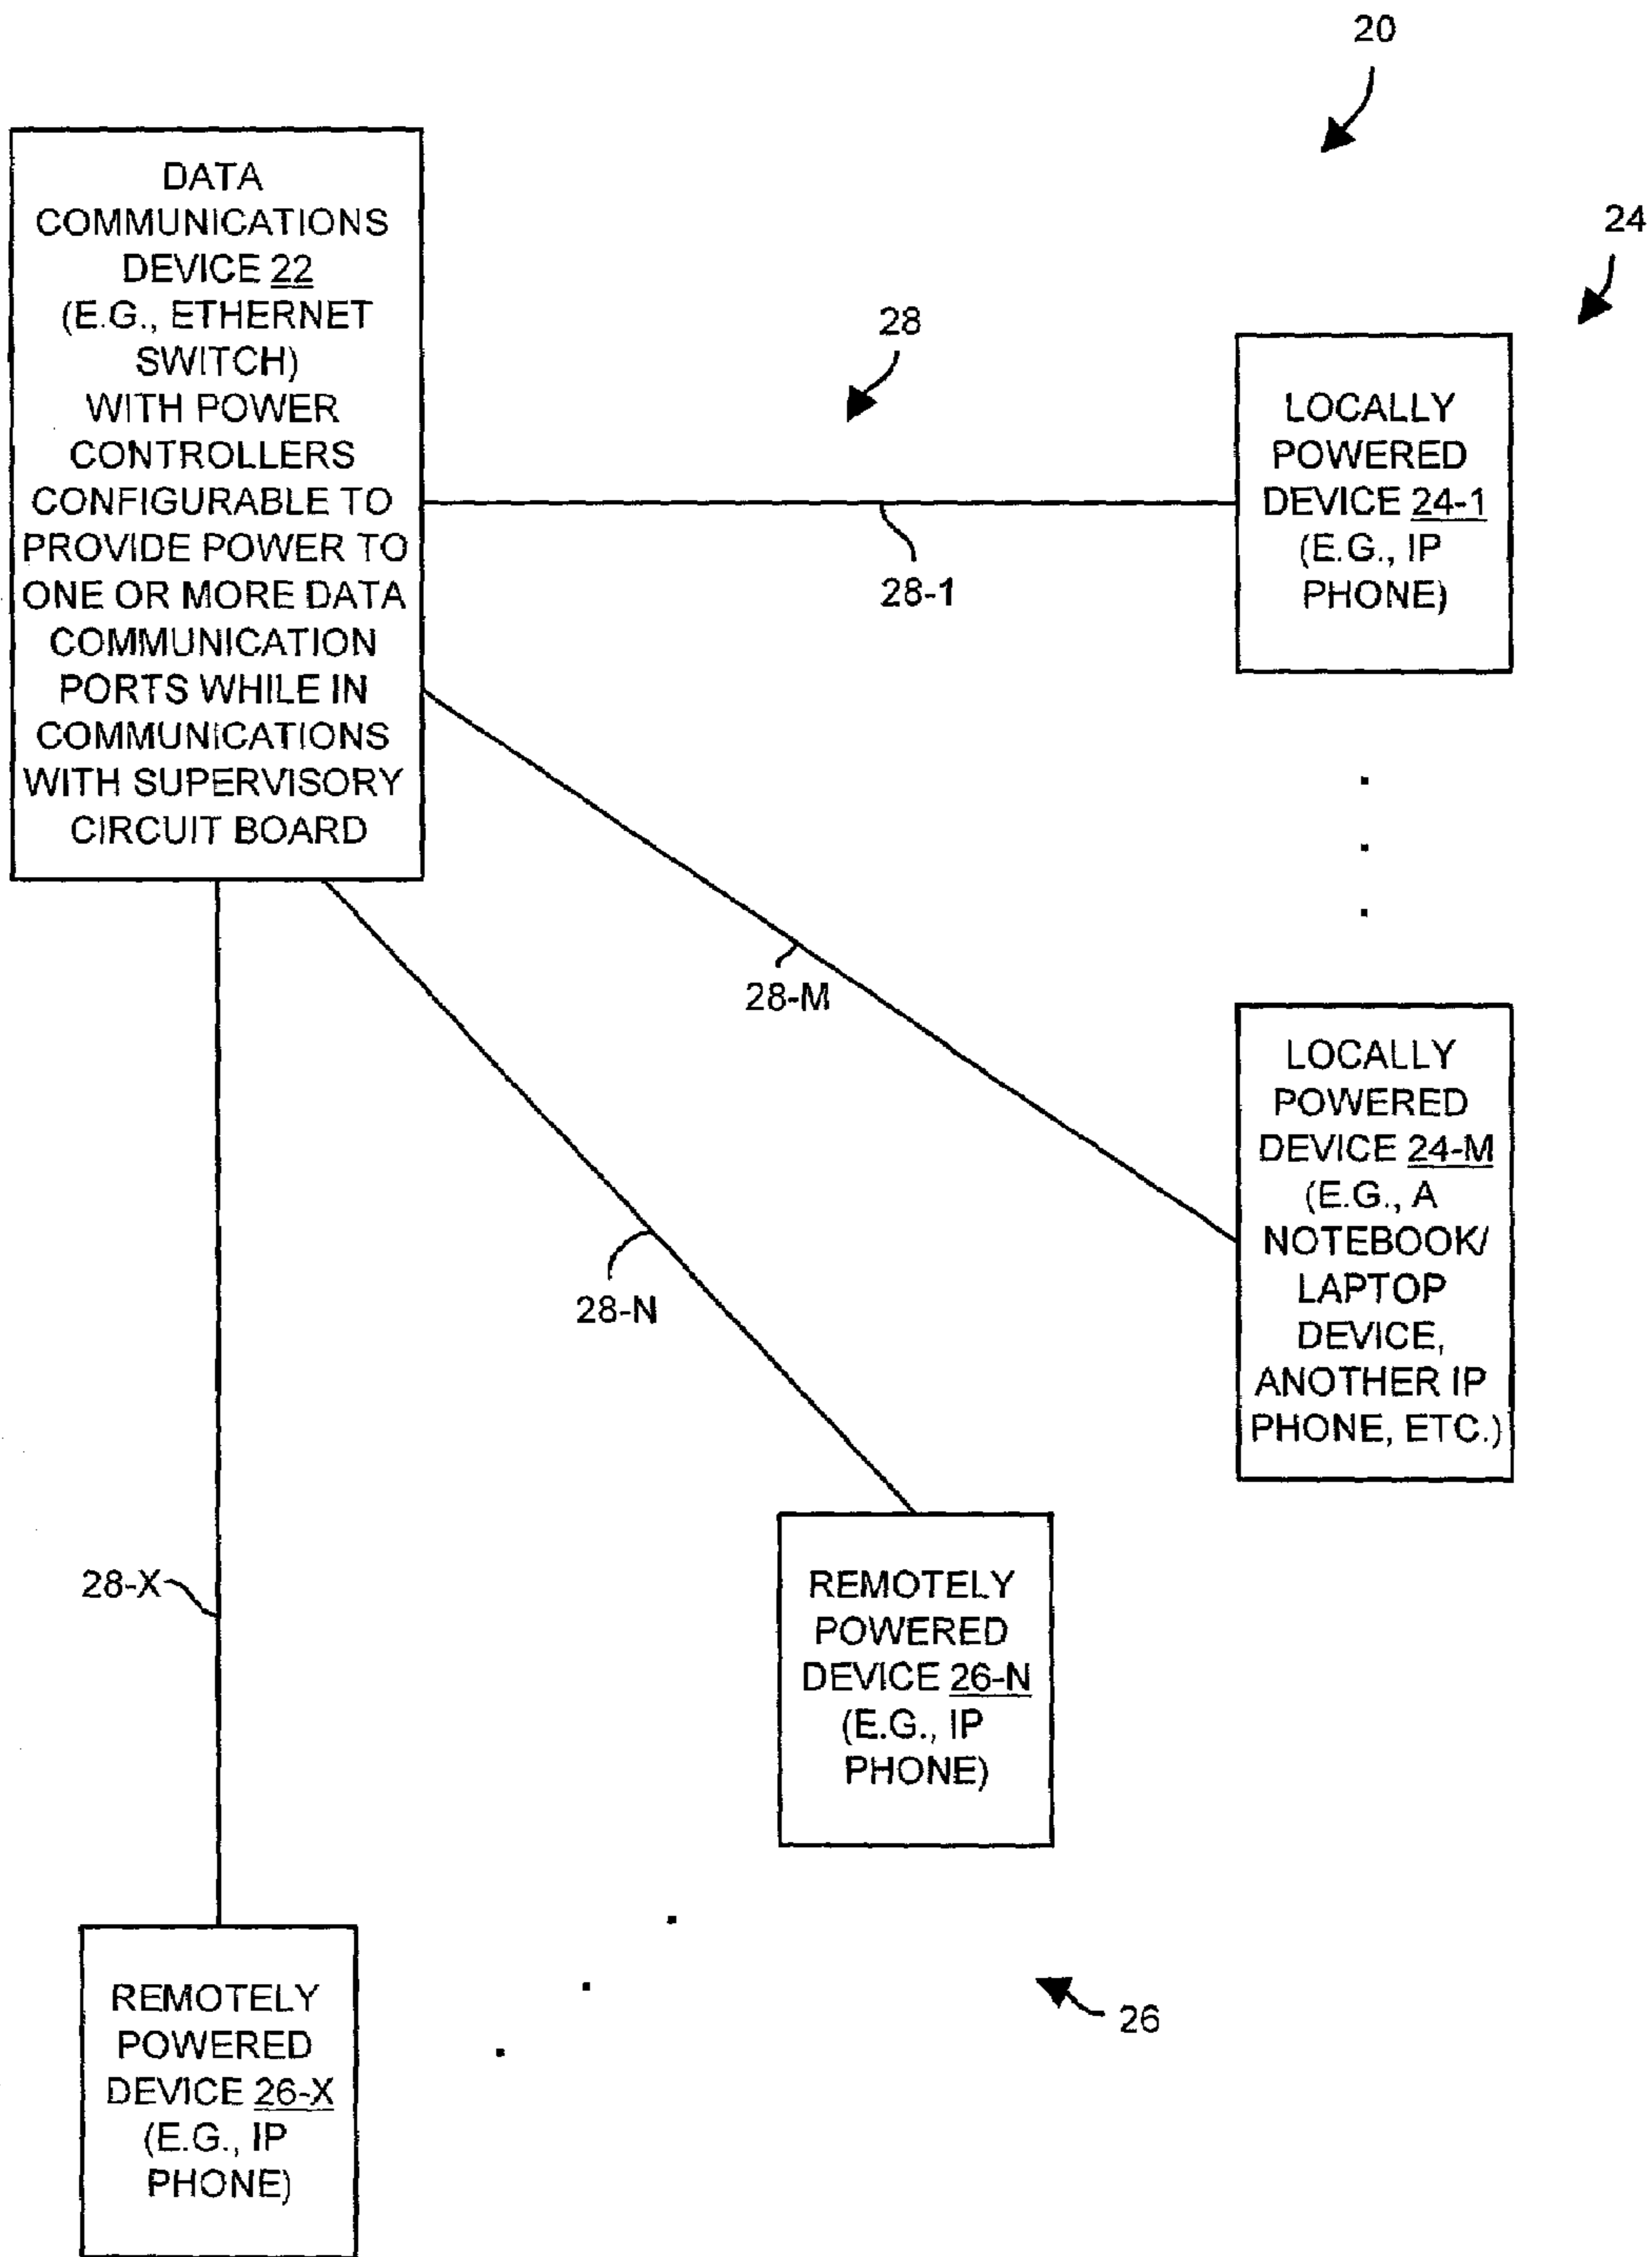 20
24
DATA
COMMUNICATIONS
DEVICE 22
(E.G., ETHERNET
SWITCH)
WITH POWER
CONTROLLERS
CONFIGURABLE TO
PROVIDE POWER TO
ONE OR MORE DATA
COMMUNICATION
PORTS WHILE IN
COMMUNICATIONS
WITH SUPERVISORY
CIRCUIT BOARD
28
28-1
LOCALLY
POWERED
DEVICE 24-1
(E.G., IP
PHONE)
28-M
LOCALLY
POWERED
DEVICE 24-M
(E.G., A
NOTEBOOK/
LAPTOP
DEVICE,
ANOTHER IP
PHONE, ETC.)
28-N
28-X
REMOTELY
POWERED
DEVICE 26-N
(E.G., IP
PHONE)
26
REMOTELY
POWERED
DEVICE 26-X
(E.G., IP
PHONE)